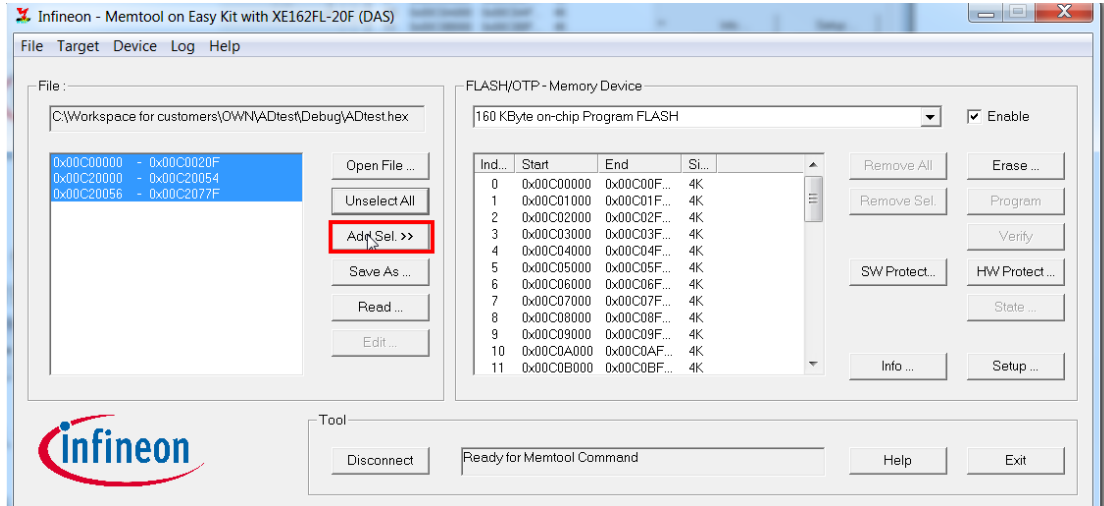 Infineon - Memtool on Easy Kit with XE162FL-20F (DAS)
File Target Device Log Help
File :
C:\Workspace for customers\OWN\ADtest\Debug\ADtest.hex
0x00C00000 - 0x00C0020F
0x00C20000 - 0x00C20054
0x00C20056 - 0x00C2077F
Open File ...
Unselect All
Add Sel. >>
Save As ...
Read ...
Edit ...
FLASH/OTP - Memory Device
160 KByte on-chip Program FLASH
Enable
Ind... Start End Si...
0 0x00C00000 0x00C00F... 4K
1 0x00C01000 0x00C01F... 4K
2 0x00C02000 0x00C02F... 4K
3 0x00C03000 0x00C03F... 4K
4 0x00C04000 0x00C04F... 4K
5 0x00C05000 0x00C05F... 4K
6 0x00C06000 0x00C06F... 4K
7 0x00C07000 0x00C07F... 4K
8 0x00C08000 0x00C08F... 4K
9 0x00C09000 0x00C09F... 4K
10 0x00C0A000 0x00C0AF... 4K
11 0x00C0B000 0x00C0BF... 4K
Remove All
Remove Sel.
SW Protect...
Info ...
Erase ...
Program
Verify
HW Protect ...
State ...
Setup ...
infineon
Tool
Disconnect
Ready for Memtool Command
Help
Exit